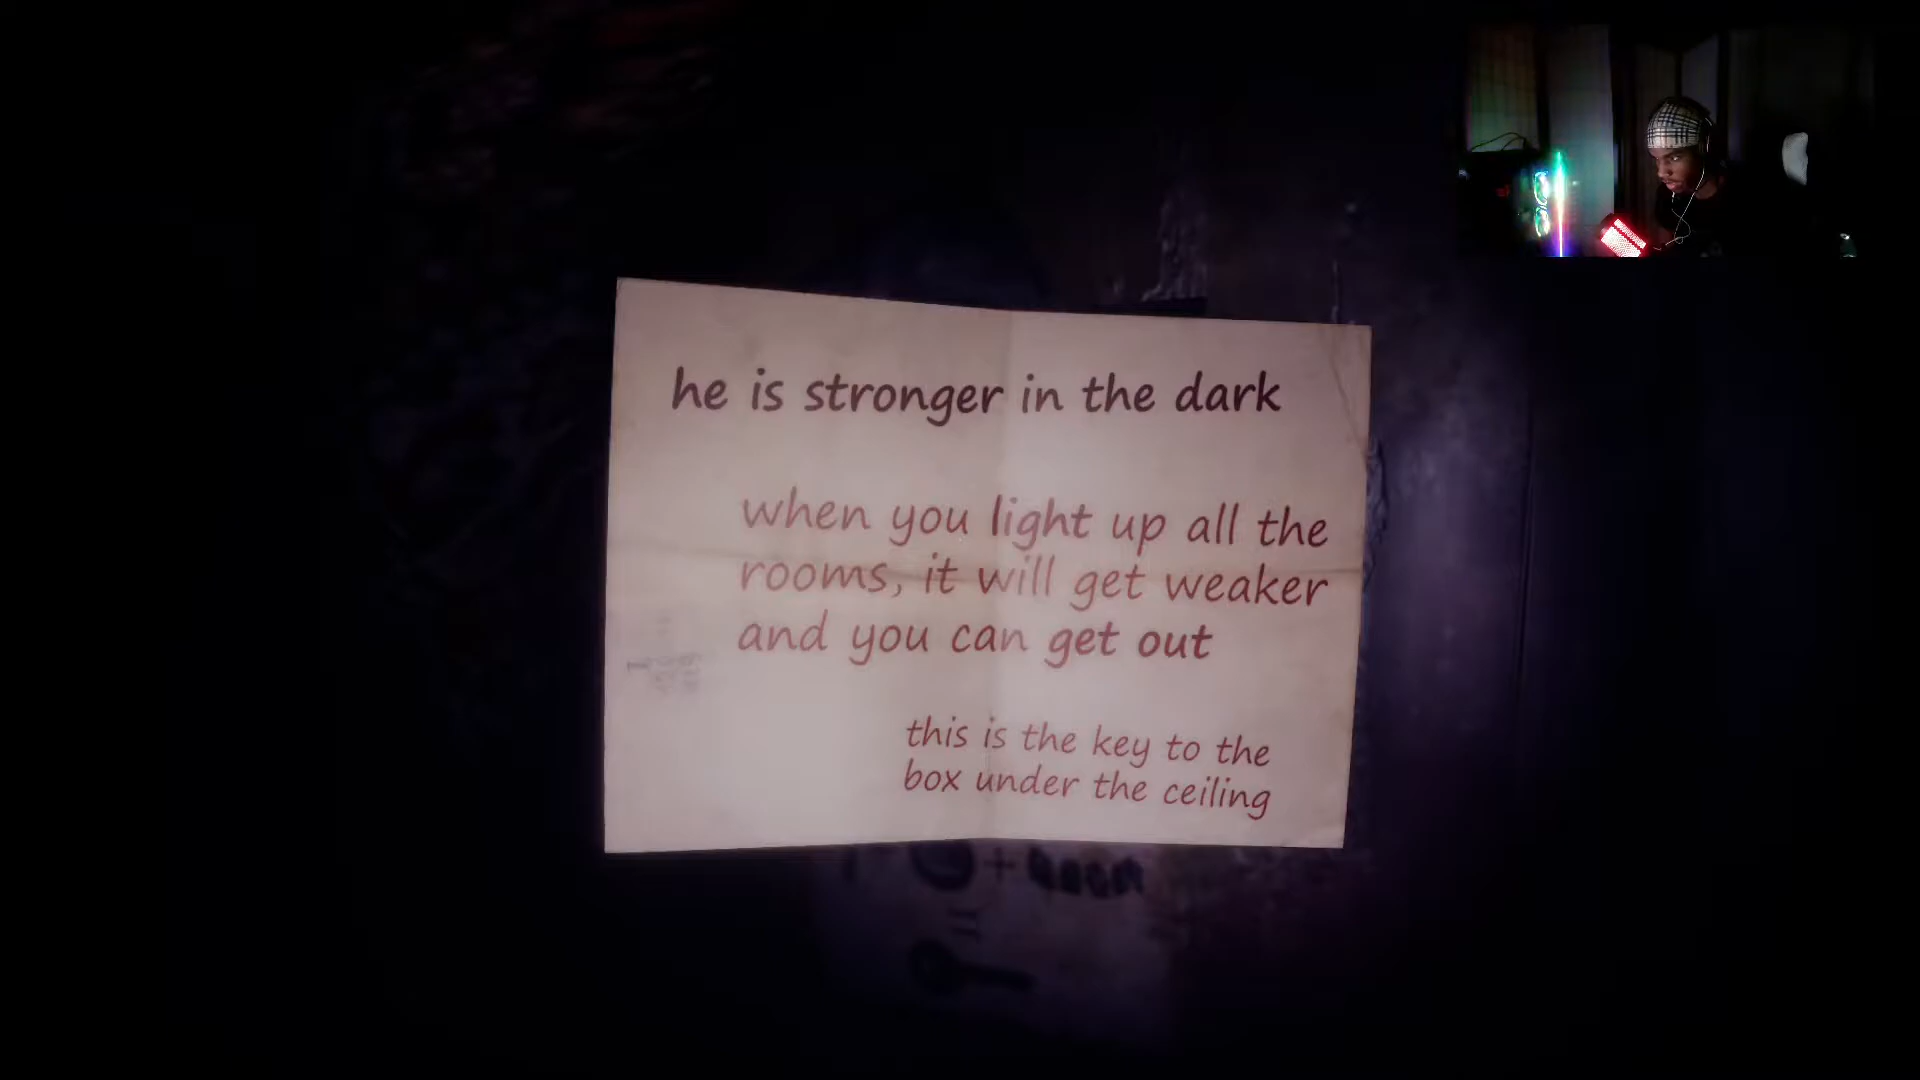 he is stronger in the dark
when you light up all the
rooms, it will get weaker
and you can get out
this is the key to the
box under the ceiling